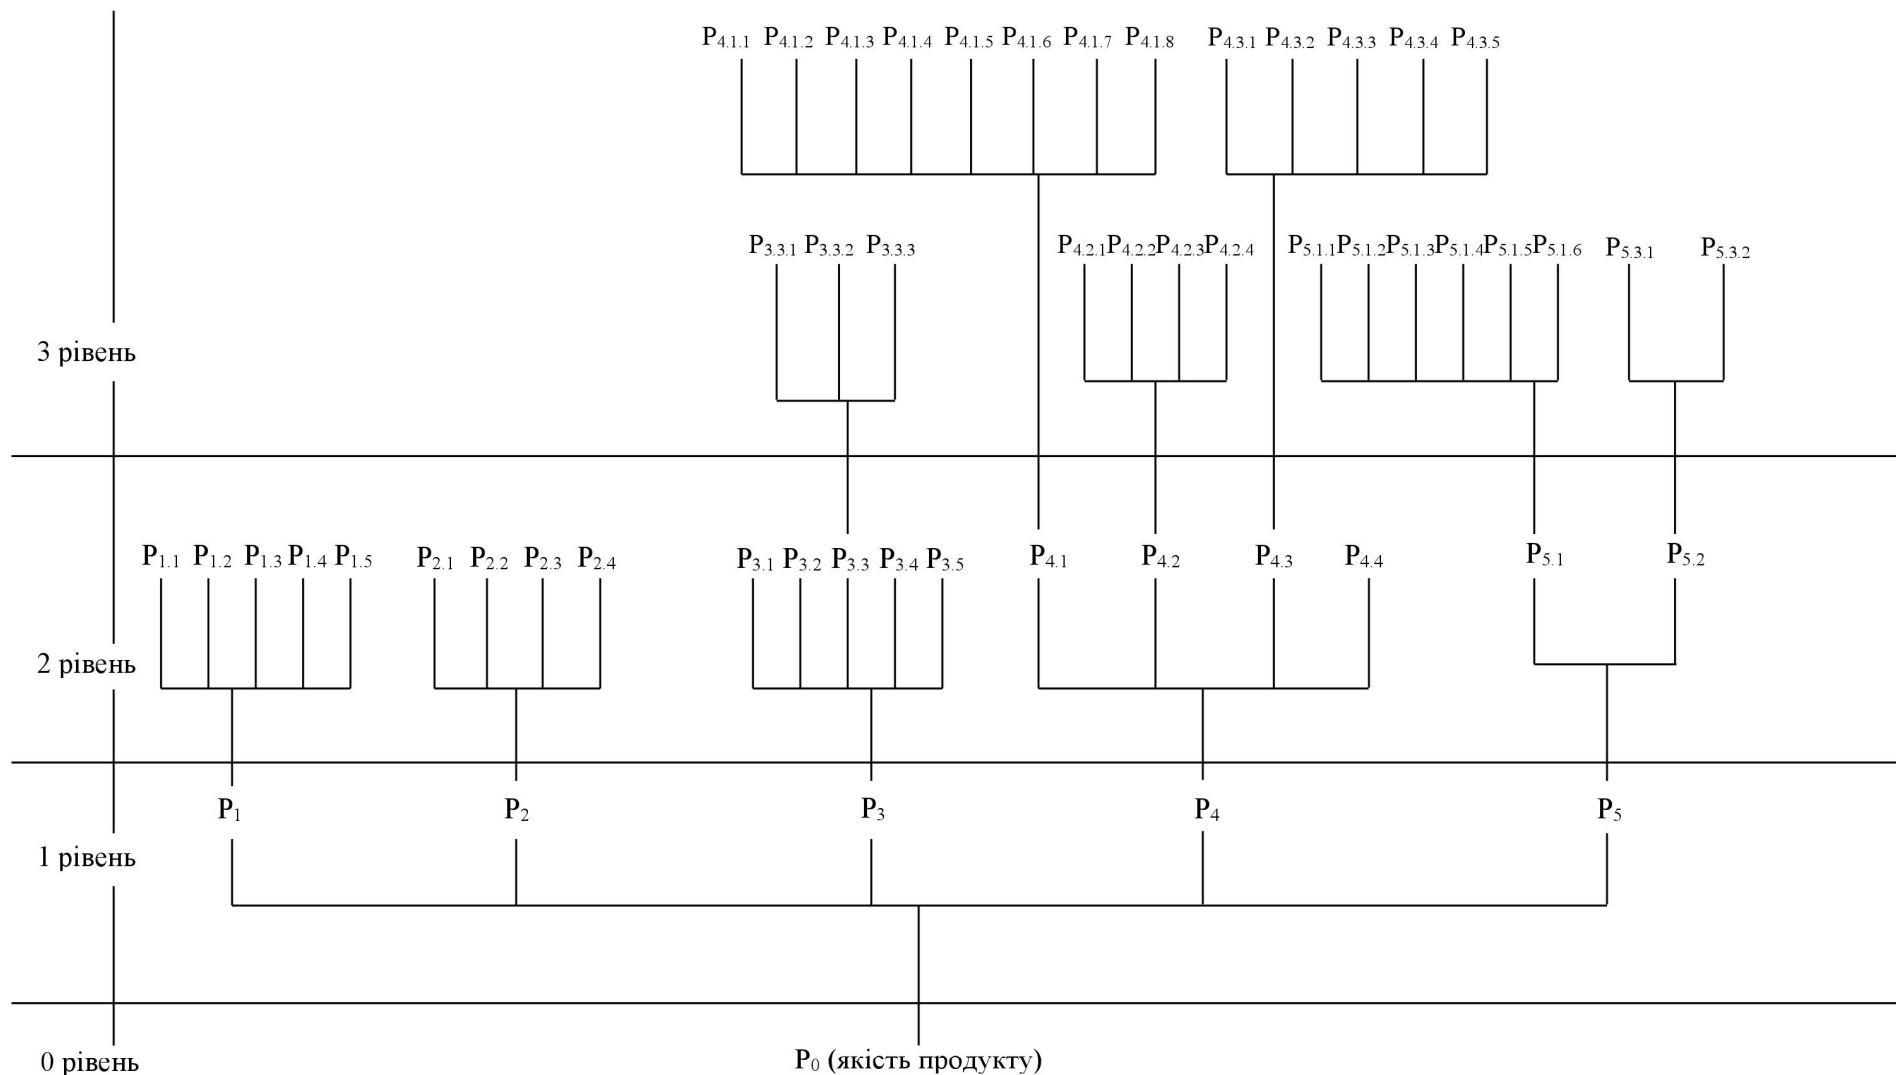 P4.1.1 P4.1.2 P4.1.3 P4.1.4 P4.1.5 P4.1.6 P4.1.7 P4.1.8 P4.3.1 P4.3.2 P4.3.3 P4.3.4 P4.3.5
P3.3.1 P3.3.2 P3.3.3 P4.2.1 P4.2.2 P4.2.3 P4.2.4 P5.1.1 P5.1.2 P5.1.3 P5.1.4 P5.1.5 P5.1.6 P5.3.1 P5.3.2
3 рівень
P1.1 P1.2 P1.3 P1.4 P1.5 P2.1 P2.2 P2.3 P2.4 P3.1 P3.2 P3.3 P3.4 P3.5 P4.1 P4.2 P4.3 P4.4 P5.1 P5.2
2 рівень
P1 P2 P3 P4 P5
1 рівень
0 рівень P0 (якість продукту)